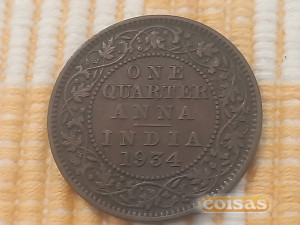 ONE
QUARTER
ANNA
INDIA
1934
coisas